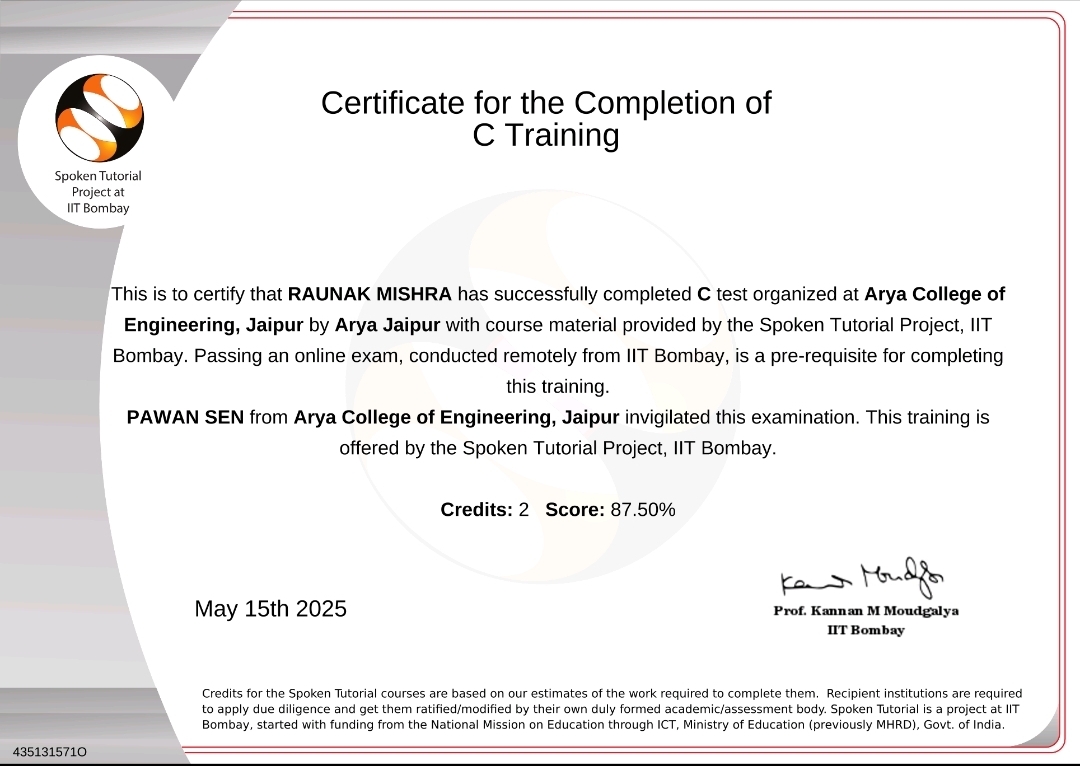 Certificate for the Completion of
C Training
Spoken Tutorial
Project at
IIT Bombay
This is to certify that RAUNAK MISHRA has successfully completed C test organized at Arya College of
Engineering, Jaipur by Arya Jaipur with course material provided by the Spoken Tutorial Project, IIT
Bombay. Passing an online exam, conducted remotely from IIT Bombay, is a pre-requisite for completing
this training.
PAWAN SEN from Arya College of Engineering, Jaipur invigilated this examination. This training is
offered by the Spoken Tutorial Project, IIT Bombay.
Credits: 2 Score: 87.50%
May 15th 2025
Prof. Kannan M Moudgalya
IIT Bombay
Credits for the Spoken Tutorial courses are based on our estimates of the work required to complete them. Recipient institutions are required
to apply due diligence and get them ratified/modified by their own duly formed academic/assessment body. Spoken Tutorial is a project at IIT
Bombay, started with funding from the National Mission on Education through ICT, Ministry of Education (previously MHRD), Govt. of India.
435131571O